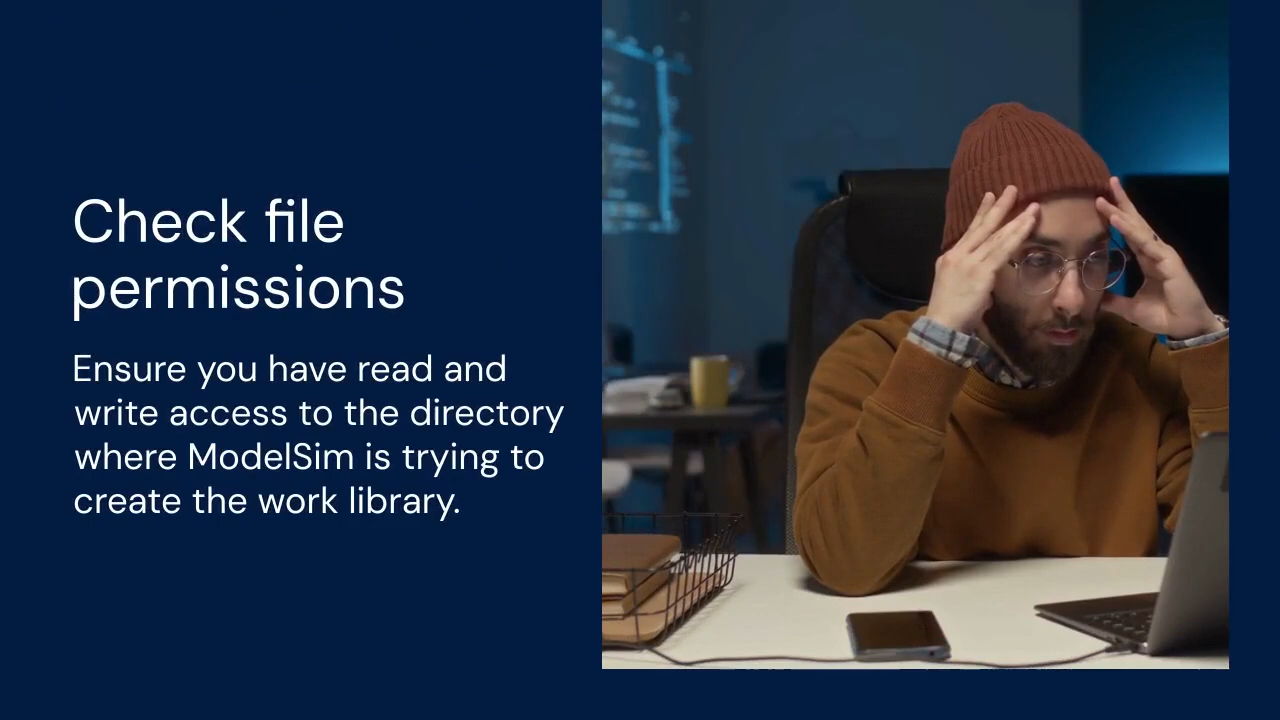 Check file
permissions
Ensure you have read and
write access to the directory
where ModelSim is trying to
create the work library.